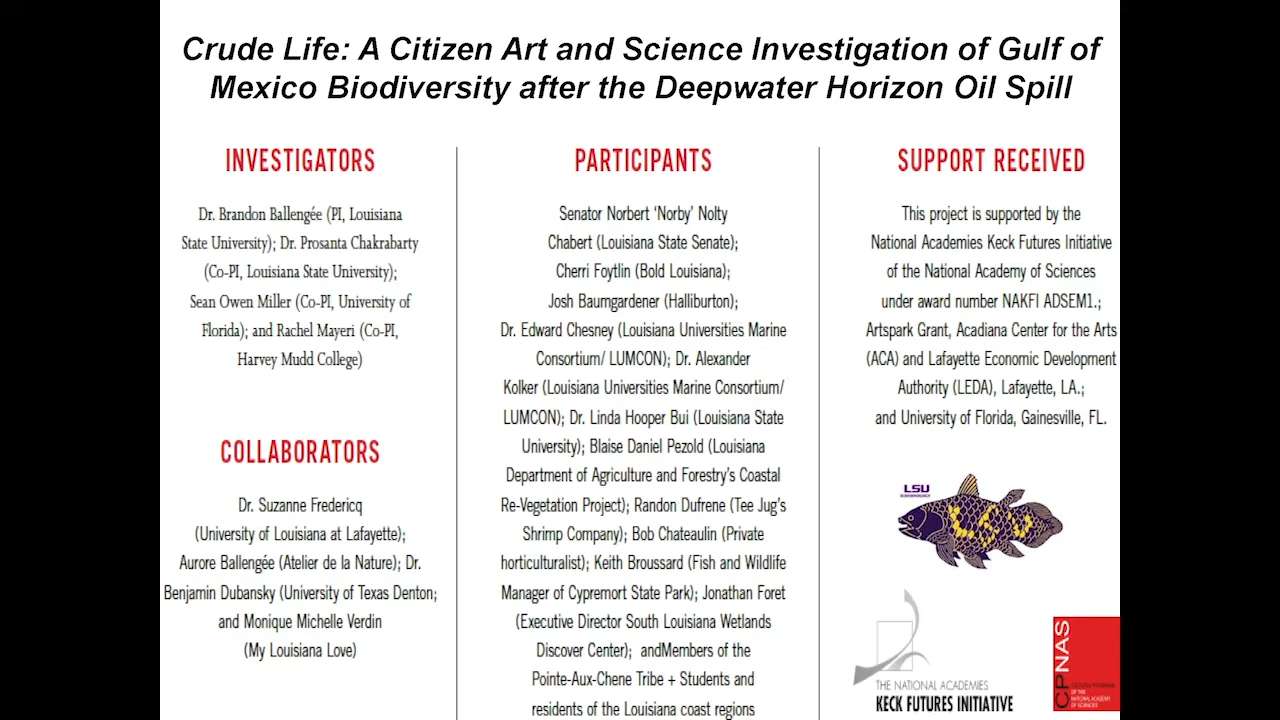 Crude Life: A Citizen Art and Science Investigation of Gulf of
Mexico Biodiversity after the Deepwater Horizon Oil Spill
INVESTIGATORS
Dr. Brandon Ballengée (PI, Louisiana
State University); Dr. Prosanta Chakrabarty
(Co-PI, Louisiana State University);
Sean Owen Miller (Co-PI, University of
Florida); and Rachel Mayeri (Co-PI,
Harvey Mudd College)
COLLABORATORS
Dr. Suzanne Fredericq
(University of Louisiana at Lafayette);
Aurore Ballengée (Atelier de la Nature); Dr.
Benjamin Dubansky (University of Texas Denton;
and Monique Michelle Verdin
(My Louisiana Love)
PARTICIPANTS
Senator Norbert ‘Norby’ Nolty
Chabert (Louisiana State Senate);
Cherri Foytlin (Bold Louisiana);
Josh Baumgardener (Halliburton);
Dr. Edward Chesney (Louisiana Universities Marine
Consortium/ LUMCON); Dr. Alexander
Kolker (Louisiana Universities Marine Consortium/
LUMCON); Dr. Linda Hooper Bui (Louisiana State
University); Blaise Daniel Pezold (Louisiana
Department of Agriculture and Forestry’s Coastal
Re-Vegetation Project); Randon Dufrene (Tee Jug’s
Shrimp Company); Bob Chateaulin (Private
horticulturalist); Keith Broussard (Fish and Wildlife
Manager of Cypremort State Park); Jonathan Foret
(Executive Director South Louisiana Wetlands
Discover Center); andMembers of the
Pointe-Aux-Chene Tribe + Students and
residents of the Louisiana coast regions
SUPPORT RECEIVED
This project is supported by the
National Academies Keck Futures Initiative
of the National Academy of Sciences
under award number NAKFI ADSEM1.;
Artspark Grant, Acadiana Center for the Arts
(ACA) and Lafayette Economic Development
Authority (LEDA), Lafayette, LA.;
and University of Florida, Gainesville, FL.
LSU
THE NATIONAL ACADEMIES
KECK FUTURES INITIATIVE
CPNAS
OF THE
NATIONAL ACADEMY
OF SCIENCES